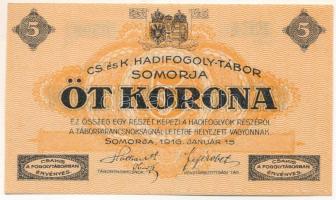 5
5
CS. ÉS K. HADIFOGOLY-TÁBOR
SOMORJA
ÖT KORONA
EZ ÖSSZEG EGY RÉSZÉT KÉPEZI A HADIFOGLYOK RÉSZÉRŐL
A TÁBORPARANCSNOKSÁGNÁL LETÉTBE HELYEZETT VAGYONNAK.
SOMORJA, 1916. JANUÁR 15
CSAKIS
A FOGOLYTÁBORBAN
ÉRVÉNYES.
CSAKIS
A FOGOLYTÁBORBAN
ÉRVÉNYES.